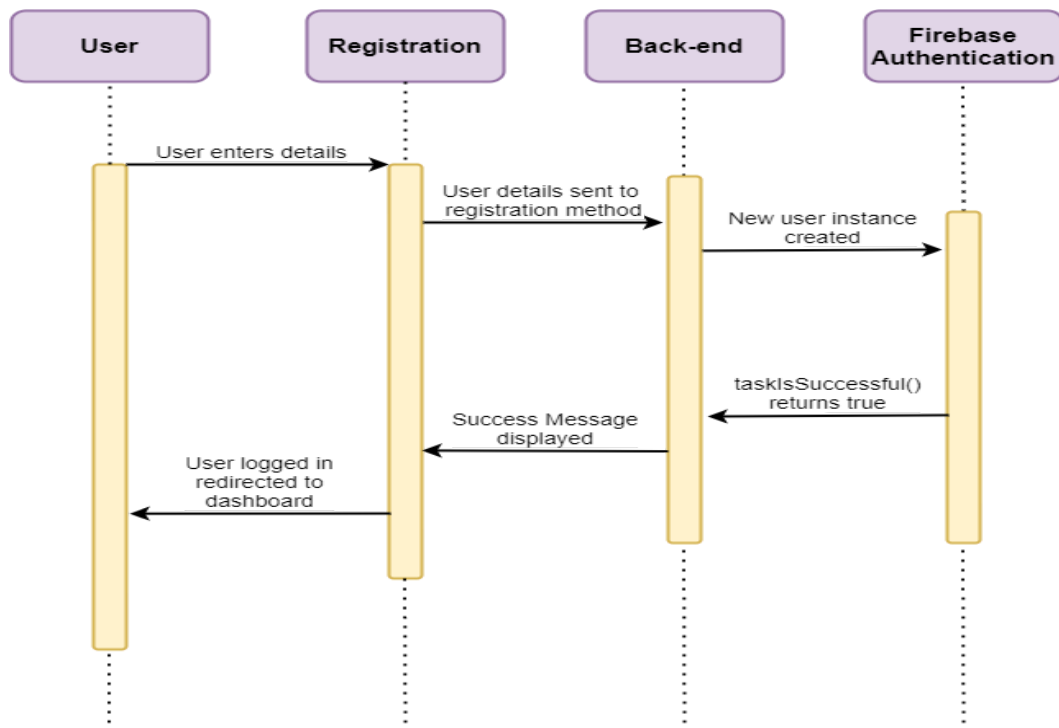 User
Registration
Back-end
Firebase
Authentication
User enters details
User details sent to
registration method
New user instance
created
taskIsSuccessful()
returns true
Success Message
displayed
User logged in
redirected to
dashboard